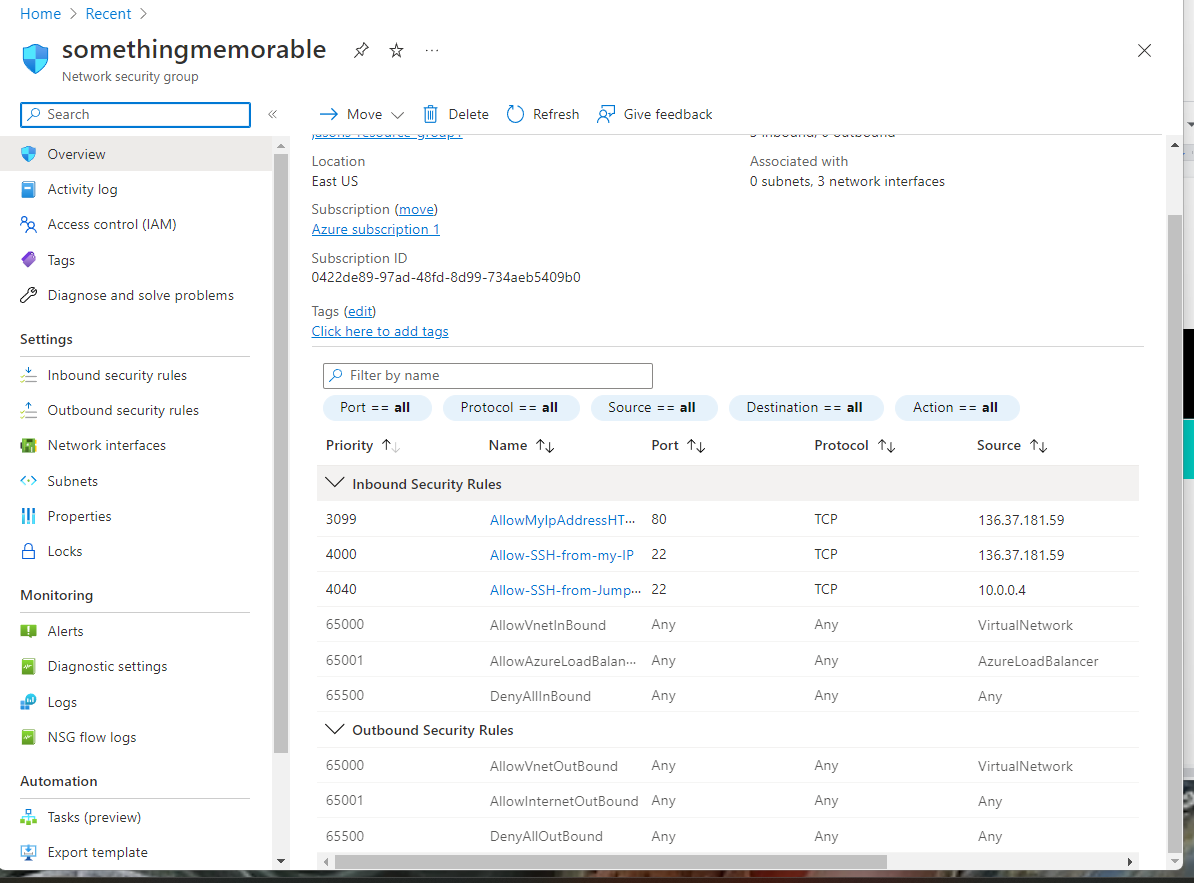 Home > Recent >
somethingmemorable
Network security group
Search
Move Delete Refresh Give feedback
Overview
Activity log
Access control (IAM)
Tags
Diagnose and solve problems
Settings
Inbound security rules
Outbound security rules
Network interfaces
Subnets
Properties
Locks
Monitoring
Alerts
Diagnostic settings
Logs
NSG flow logs
Automation
Tasks (preview)
Export template
jasons-resource-group1
3 inbound, 0 outbound
Location
East US
Associated with
0 subnets, 3 network interfaces
Subscription (move)
Azure subscription 1
Subscription ID
0422de89-97ad-48fd-8d99-734aeb5409b0
Tags (edit)
Click here to add tags
Filter by name
Port == all Protocol == all Source == all Destination == all Action == all
Priority Name Port Protocol Source
Inbound Security Rules
3099 AllowMyIpAddressHT... 80 TCP 136.37.181.59
4000 Allow-SSH-from-my-IP 22 TCP 136.37.181.59
4040 Allow-SSH-from-Jump... 22 TCP 10.0.0.4
65000 AllowVnetInBound Any Any VirtualNetwork
65001 AllowAzureLoadBalan... Any Any AzureLoadBalancer
65500 DenyAllInBound Any Any Any
Outbound Security Rules
65000 AllowVnetOutBound Any Any VirtualNetwork
65001 AllowInternetOutBound Any Any Any
65500 DenyAllOutBound Any Any Any